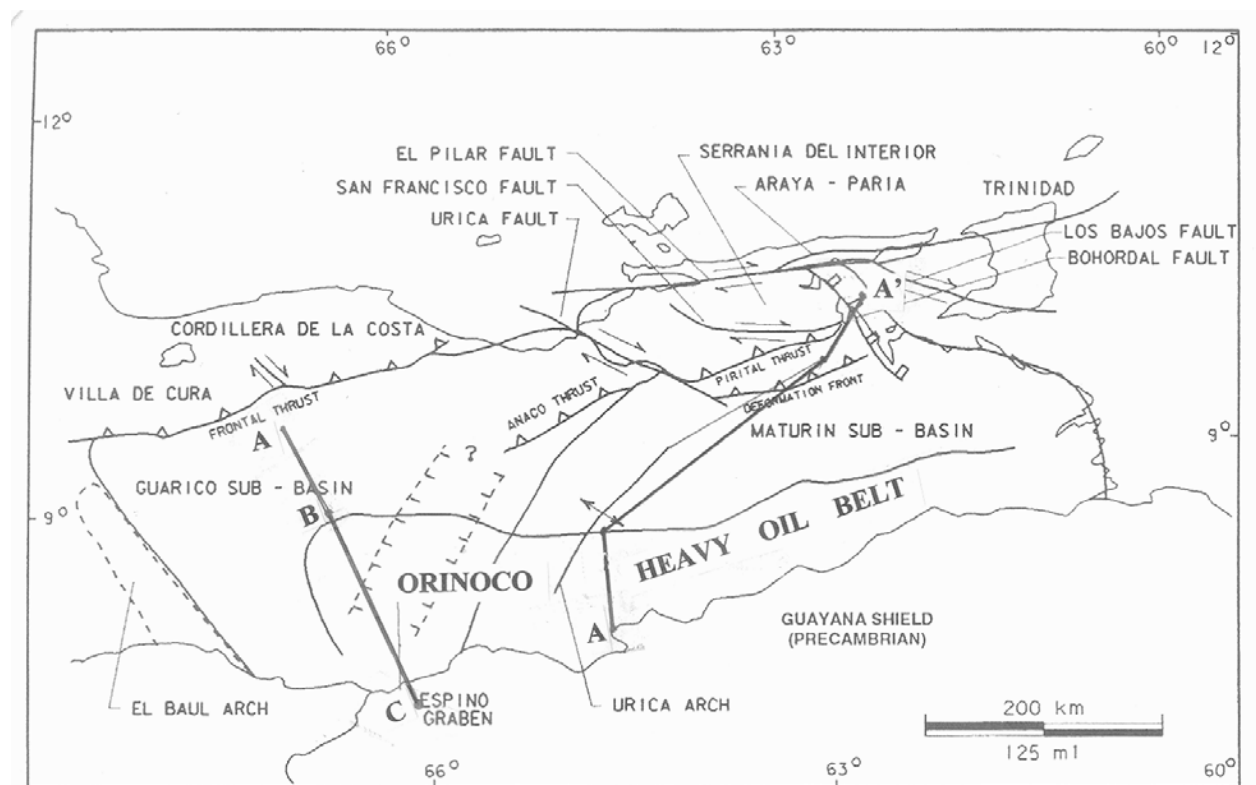 66°
63°
60°
12°
12°
EL PILAR FAULT
SERRANIA DEL INTERIOR
SAN FRANCISCO FAULT
ARAYA - PARIA
TRINIDAD
URICA FAULT
LOS BAJOS FAULT
BOHORDAL FAULT
A'
CORDILLERA DE LA COSTA
PIRITAL THRUST
VILLA DE CURA
ANACO THRUST
DEFORMATION FRONT
FRONTAL THRUST
A
MATURIN SUB - BASIN
9°
?
GUARICO SUB - BASIN
B
9°
HEAVY OIL BELT
ORINOCO
GUAYANA SHIELD
(PRECAMBRIAN)
A
EL BAUL ARCH
C
ESPINO
GRABEN
URICA ARCH
200 km
125 mi
66°
63°
60°